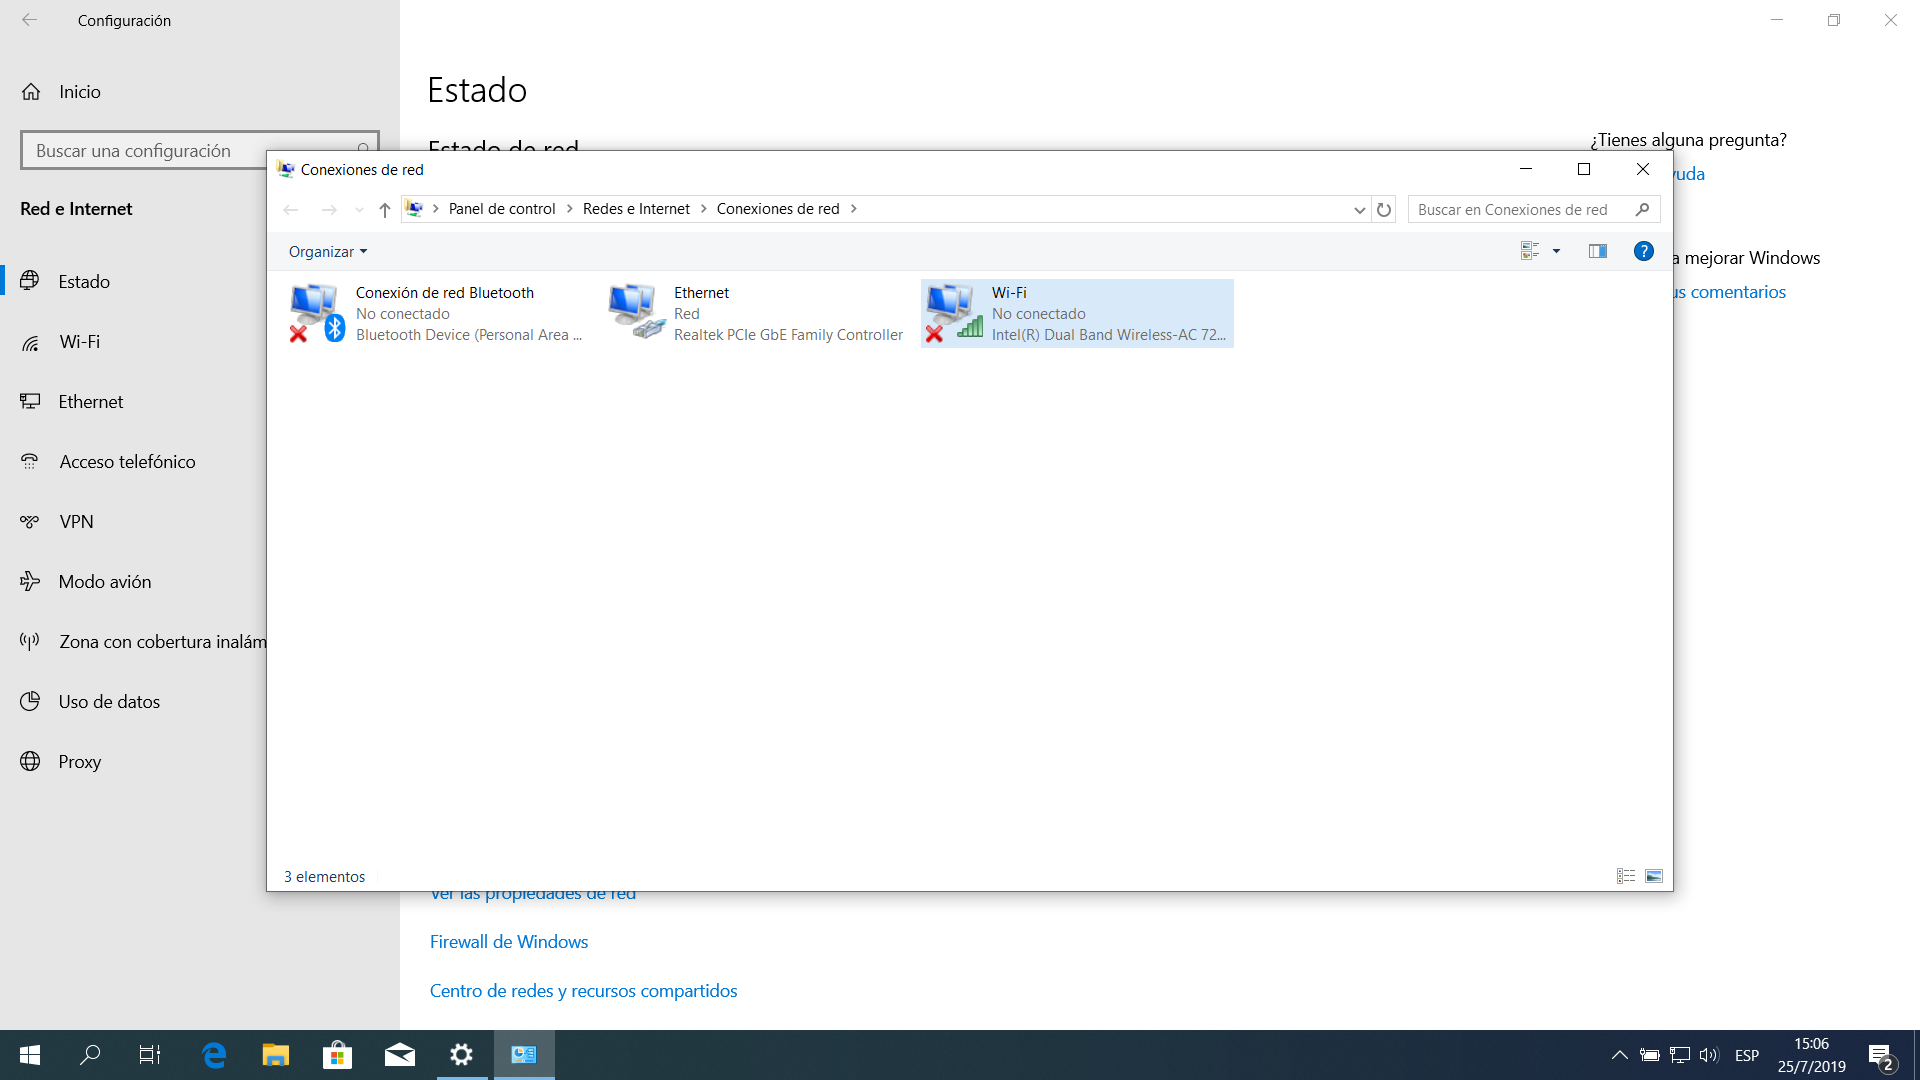 Configuración
Inicio
Buscar una configuración
Red e Internet
Estado
Wi-Fi
Ethernet
Acceso telefónico
VPN
Modo avión
Zona con cobertura inalám
Uso de datos
Proxy
Estado
Estado de red
¿Tienes alguna pregunta?
yuda
a mejorar Windows
us comentarios
Conexiones de red
Panel de control
Redes e Internet
Conexiones de red
Buscar en Conexiones de red
Organizar
?
Conexión de red Bluetooth
No conectado
Bluetooth Device (Personal Area ...
Ethernet
Red
Realtek PCIe GbE Family Controller
Wi-Fi
No conectado
Intel(R) Dual Band Wireless-AC 72...
3 elementos
Ver las propiedades de red
Firewall de Windows
Centro de redes y recursos compartidos
ESP
15:06
25/7/2019
2